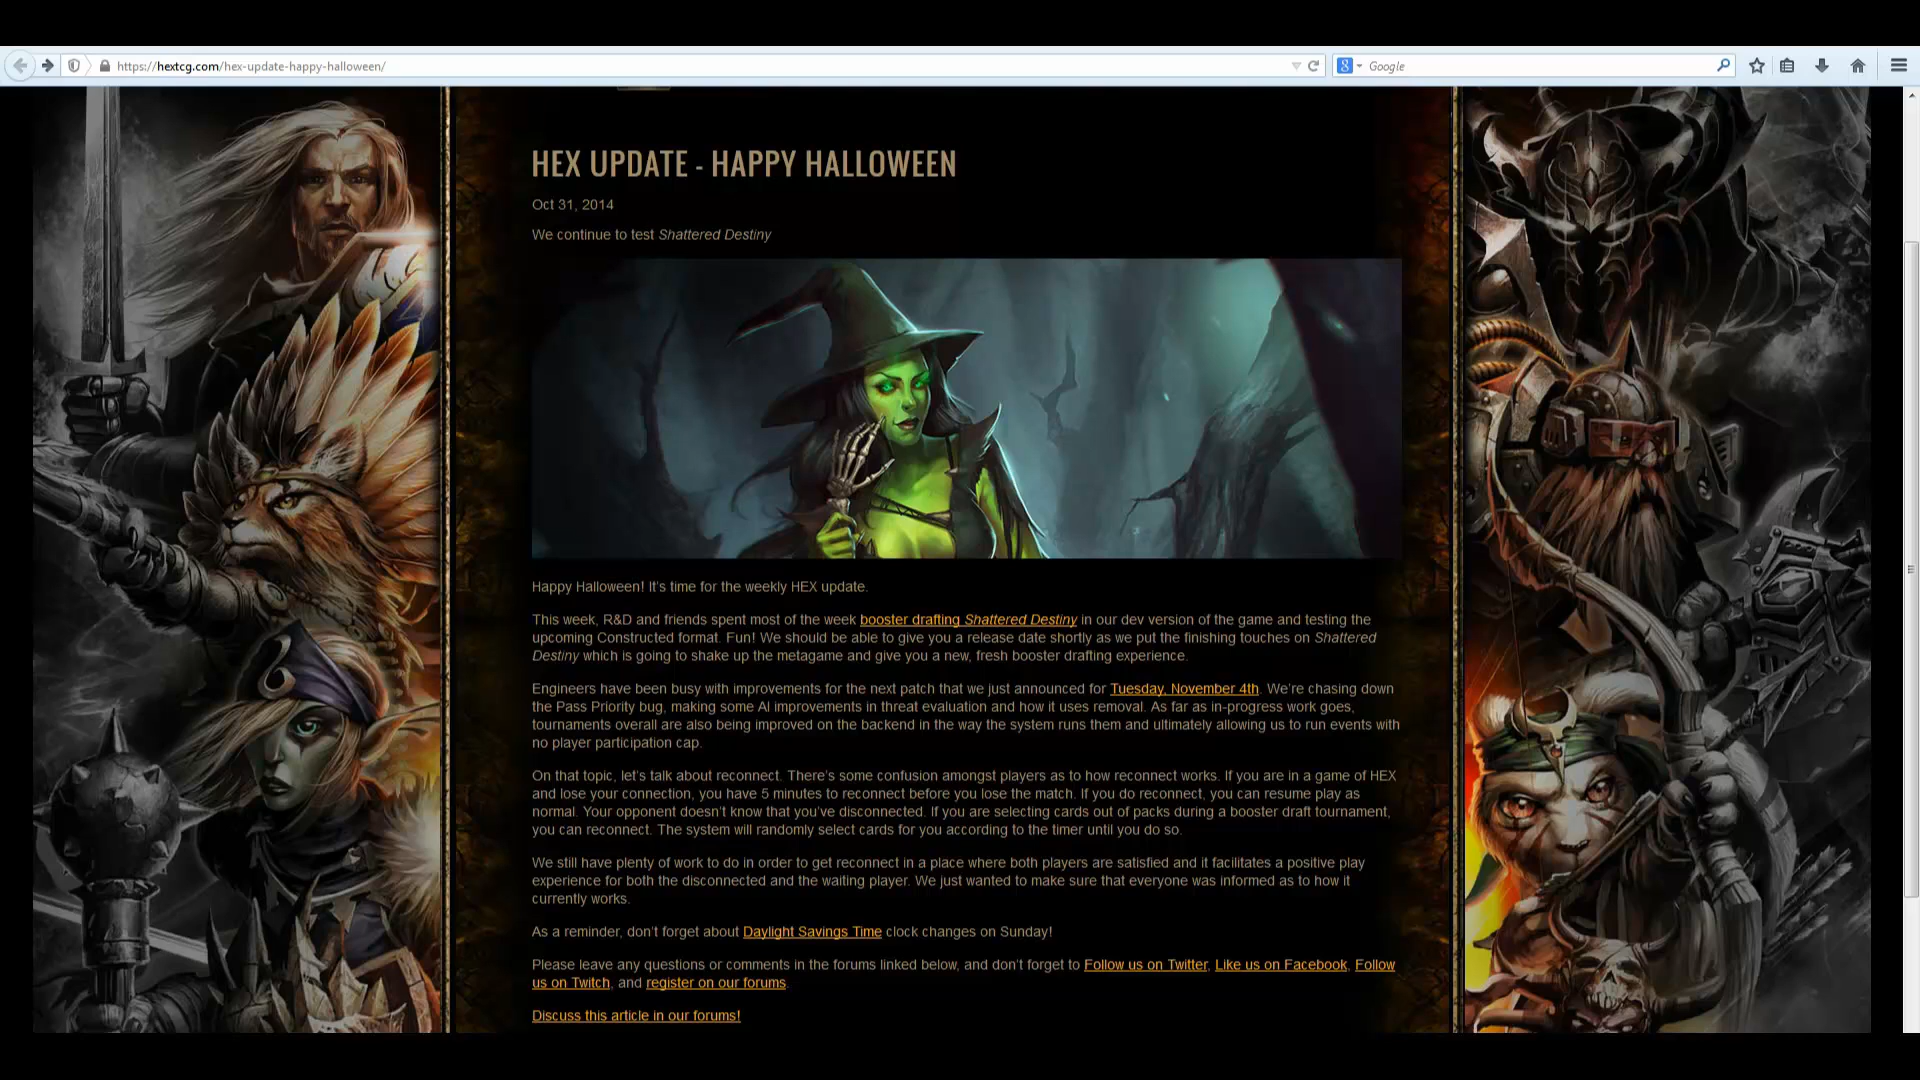 https://hextcg.com/hex-update-happy-halloween/
Google
HEX UPDATE - HAPPY HALLOWEEN
Oct 31, 2014
We continue to test Shattered Destiny
Happy Halloween! It's time for the weekly HEX update.
This week, R&D and friends spent most of the week booster drafting Shattered Destiny in our dev version of the game and testing the
upcoming Constructed format. Fun! We should be able to give you a release date shortly as we put the finishing touches on Shattered
Destiny which is going to shake up the metagame and give you a new, fresh booster drafting experience.
Engineers have been busy with improvements for the next patch that we just announced for Tuesday, November 4th. We're chasing down
the Pass Priority bug, making some AI improvements in threat evaluation and how it uses removal. As far as in-progress work goes,
tournaments overall are also being improved on the backend in the way the system runs them and ultimately allowing us to run events with
no player participation cap.
On that topic, let's talk about reconnect. There's some confusion amongst players as to how reconnect works. If you are in a game of HEX
and lose your connection, you have 5 minutes to reconnect before you lose the match. If you do reconnect, you can resume play as
normal. Your opponent doesn't know that you've disconnected. If you are selecting cards out of packs during a booster draft tournament,
you can reconnect. The system will randomly select cards for you according to the timer until you do so.
We still have plenty of work to do in order to get reconnect in a place where both players are satisfied and it facilitates a positive play
experience for both the disconnected and the waiting player. We just wanted to make sure that everyone was informed as to how it
currently works.
As a reminder, don't forget about Daylight Savings Time clock changes on Sunday!
Please leave any questions or comments in the forums linked below, and don't forget to Follow us on Twitter, Like us on Facebook, Follow
us on Twitch, and register on our forums.
Discuss this article in our forums!